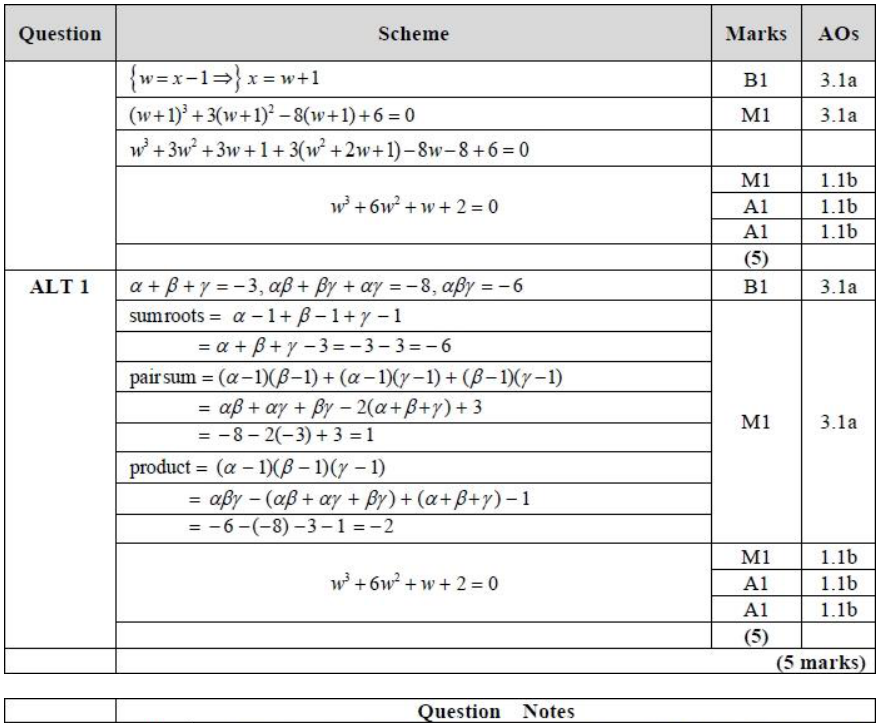 Question Scheme Marks AOs
{w = x − 1 ⇒} x = w + 1 B1 3.1a
(w + 1)³ + 3(w + 1)² − 8(w + 1) + 6 = 0 M1 3.1a
w³ + 3w² + 3w + 1 + 3(w² + 2w + 1) − 8w − 8 + 6 = 0
w³ + 6w² + w + 2 = 0
M1 1.1b
A1 1.1b
A1 1.1b
(5)
ALT 1 α + β + γ = −3, αβ + βγ + αγ = −8, αβγ = −6 B1 3.1a
sum roots = α − 1 + β − 1 + γ − 1
= α + β + γ − 3 = −3 − 3 = −6
pair sum = (α − 1)(β − 1) + (α − 1)(γ − 1) + (β − 1)(γ − 1)
= αβ + αγ + βγ − 2(α + β + γ) + 3
= −8 − 2(−3) + 3 = 1
product = (α − 1)(β − 1)(γ − 1)
= αβγ − (αβ + αγ + βγ) + (α + β + γ) − 1
= −6 − (−8) − 3 − 1 = −2
M1 3.1a
w³ + 6w² + w + 2 = 0
M1 1.1b
A1 1.1b
A1 1.1b
(5)
(5 marks)
Question Notes